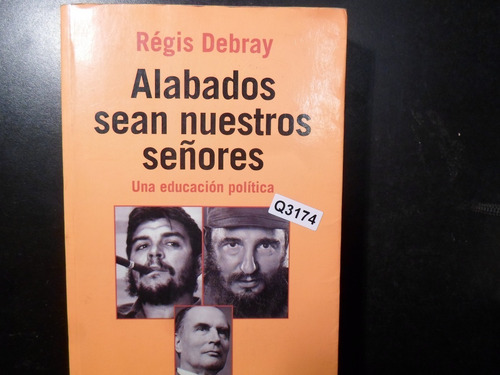 Régis Debray
Alabados
sean nuestros
señores
Una educación política
Q3174